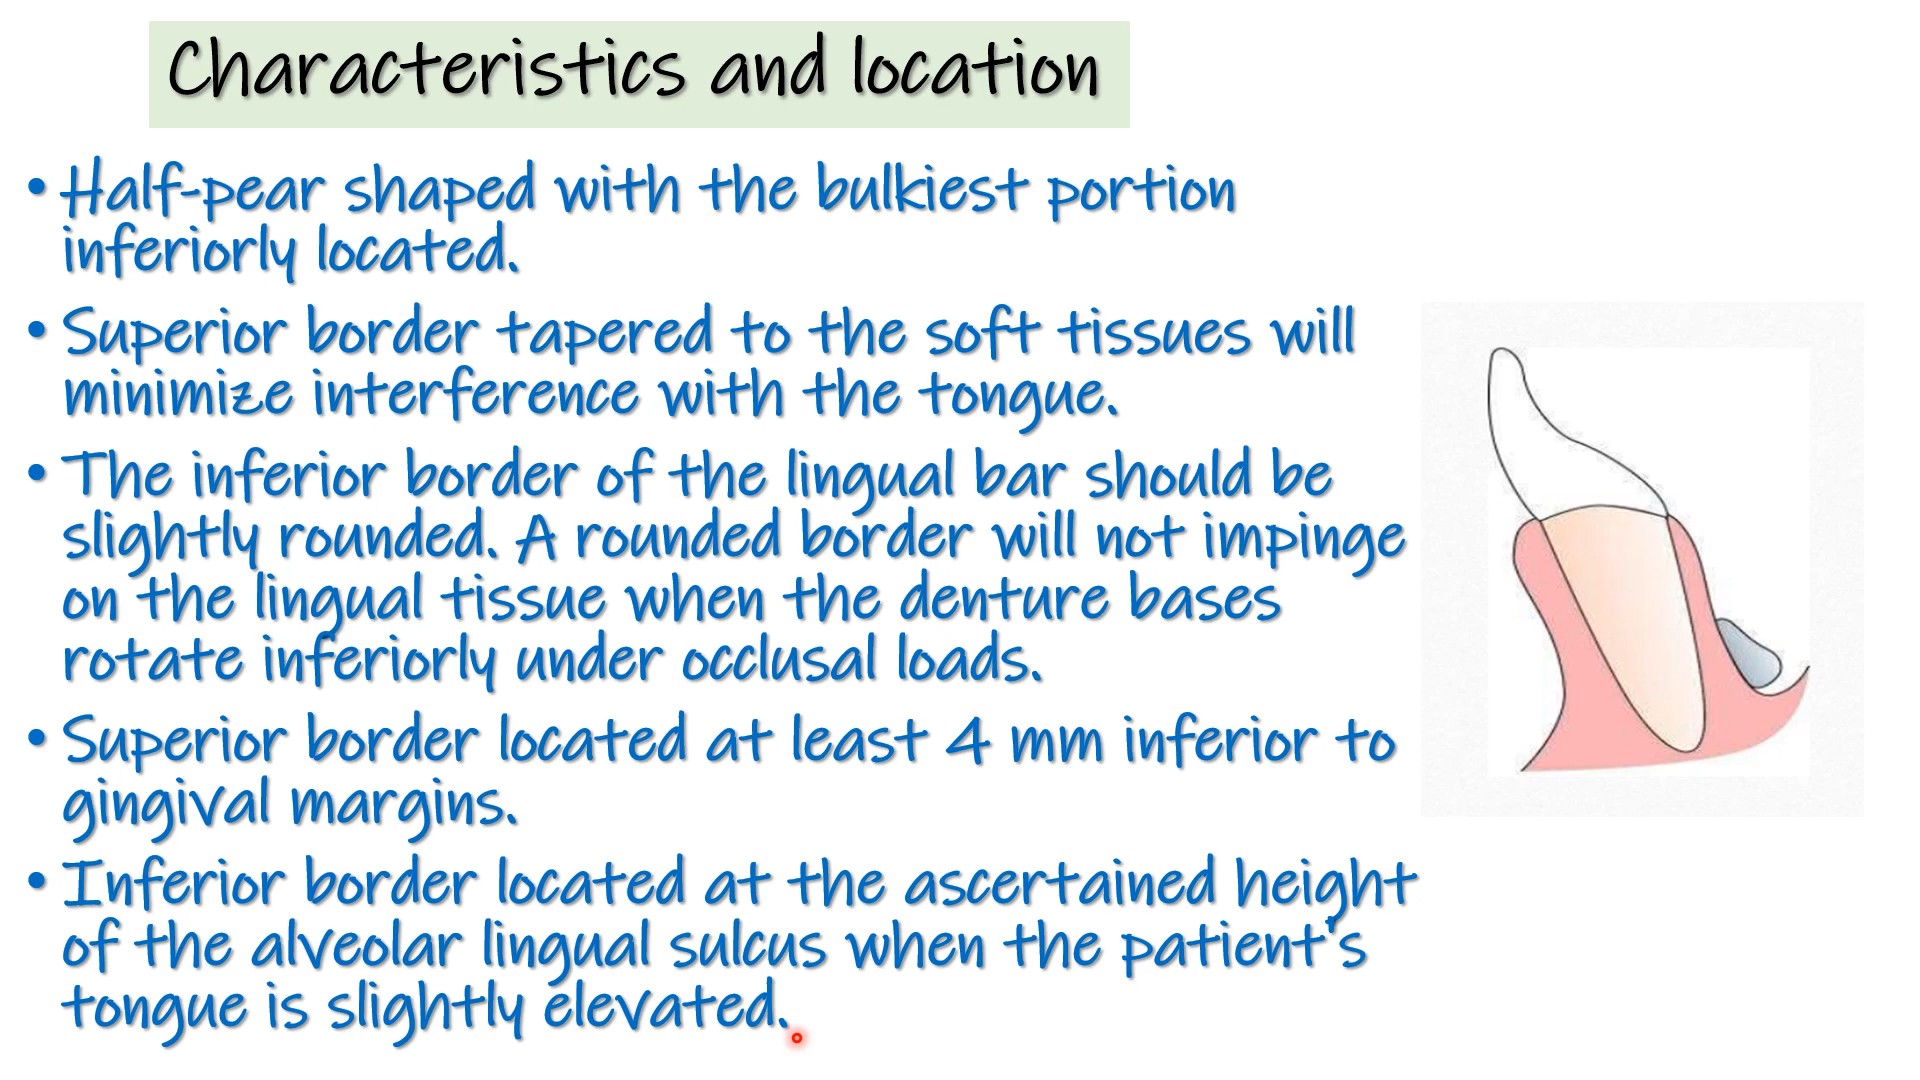 Characteristics and location
• Half-pear shaped with the bulkiest portion
inferiorly located.
• Superior border tapered to the soft tissues will
minimize interference with the tongue.
• The inferior border of the lingual bar should be
slightly rounded. A rounded border will not impinge
on the lingual tissue when the denture bases
rotate inferiorly under occlusal loads.
• Superior border located at least 4 mm inferior to
gingival margins.
• Inferior border located at the ascertained height
of the alveolar lingual sulcus when the patient's
tongue is slightly elevated.